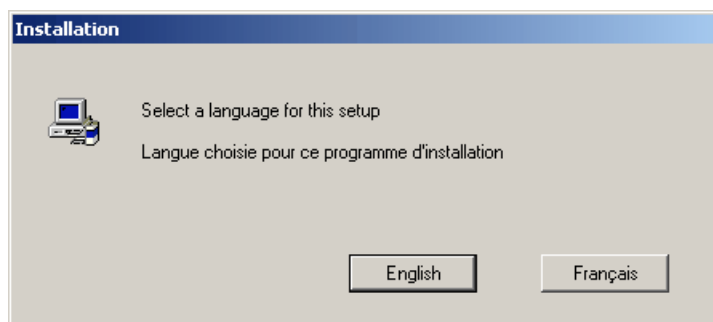 Installation
Select a language for this setup
Langue choisie pour ce programme d'installation
English
Français